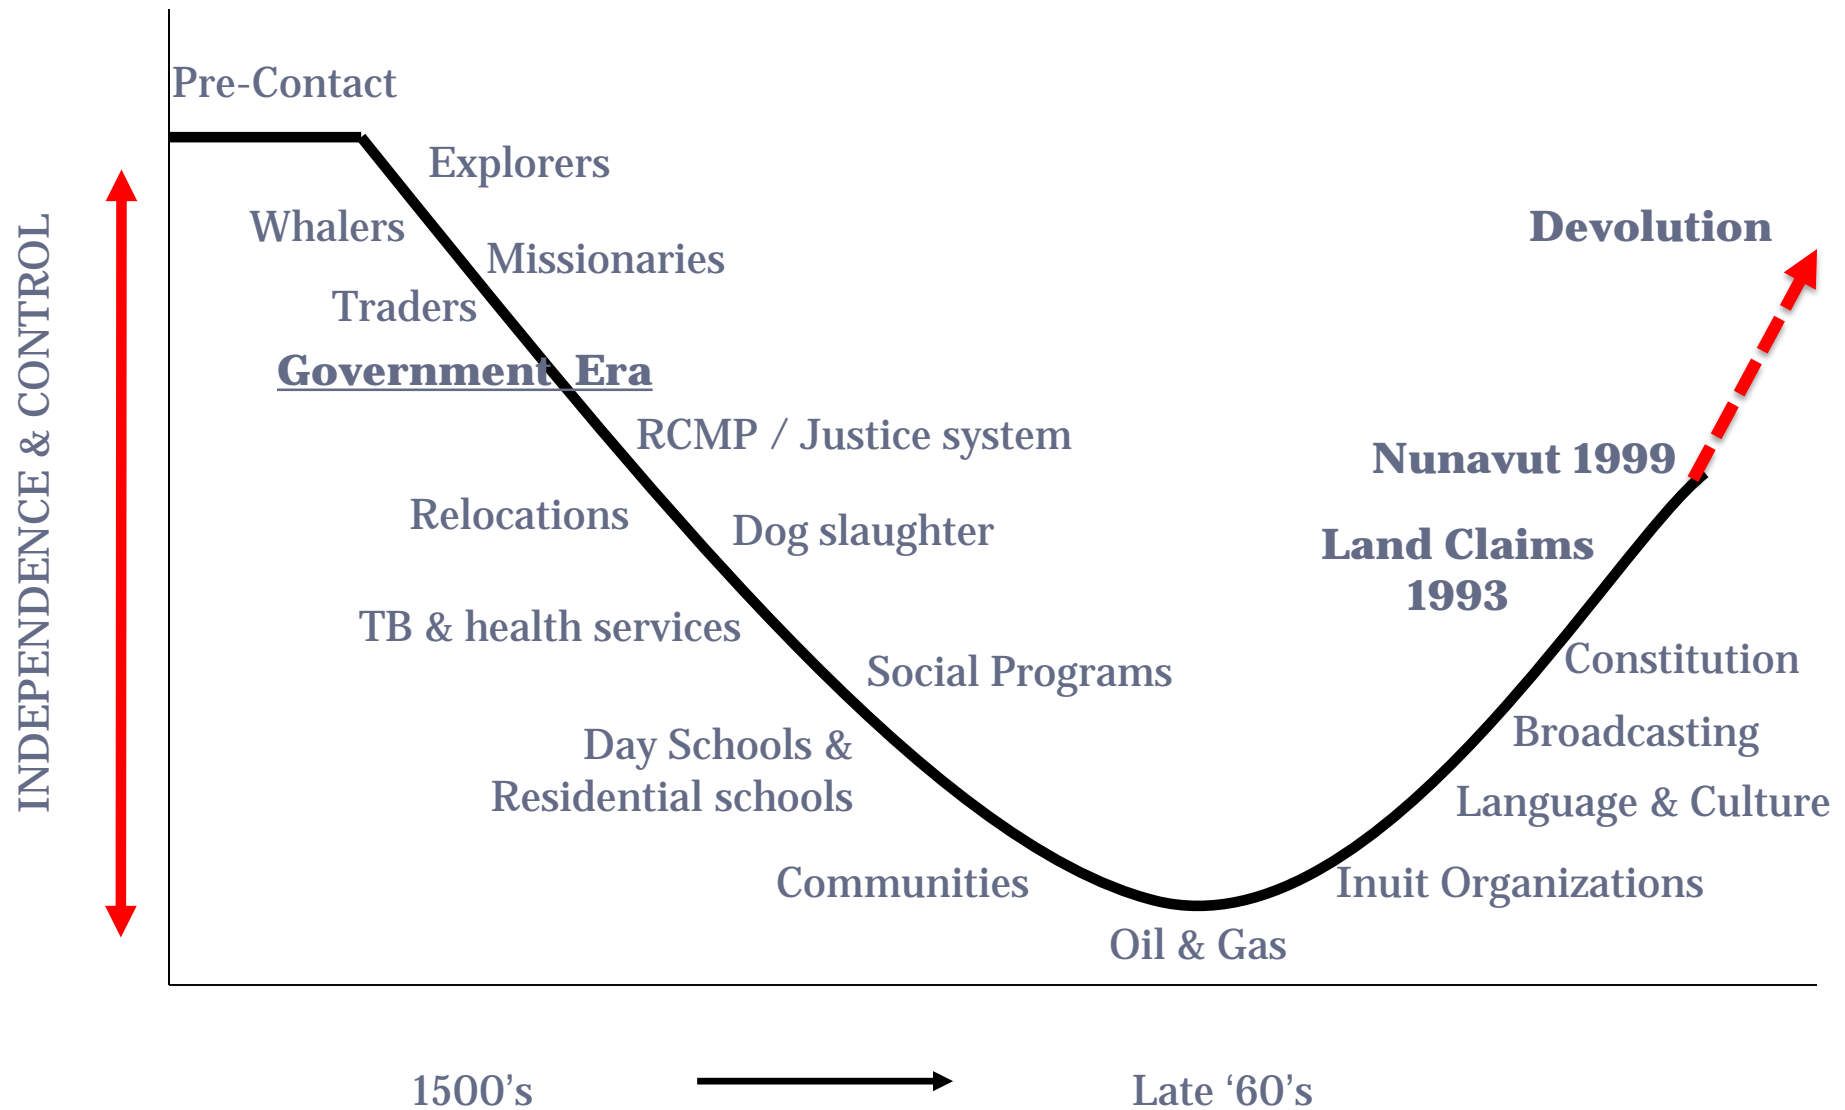 Pre-Contact
Explorers
Whalers
Missionaries
Traders
Government Era
RCMP / Justice system
Relocations
Dog slaughter
TB & health services
Social Programs
Day Schools &
Residential schools
Communities
Oil & Gas
Inuit Organizations
Language & Culture
Broadcasting
Constitution
Land Claims
1993
Nunavut 1999
Devolution
INDEPENDENCE & CONTROL
1500’s
Late ‘60’s